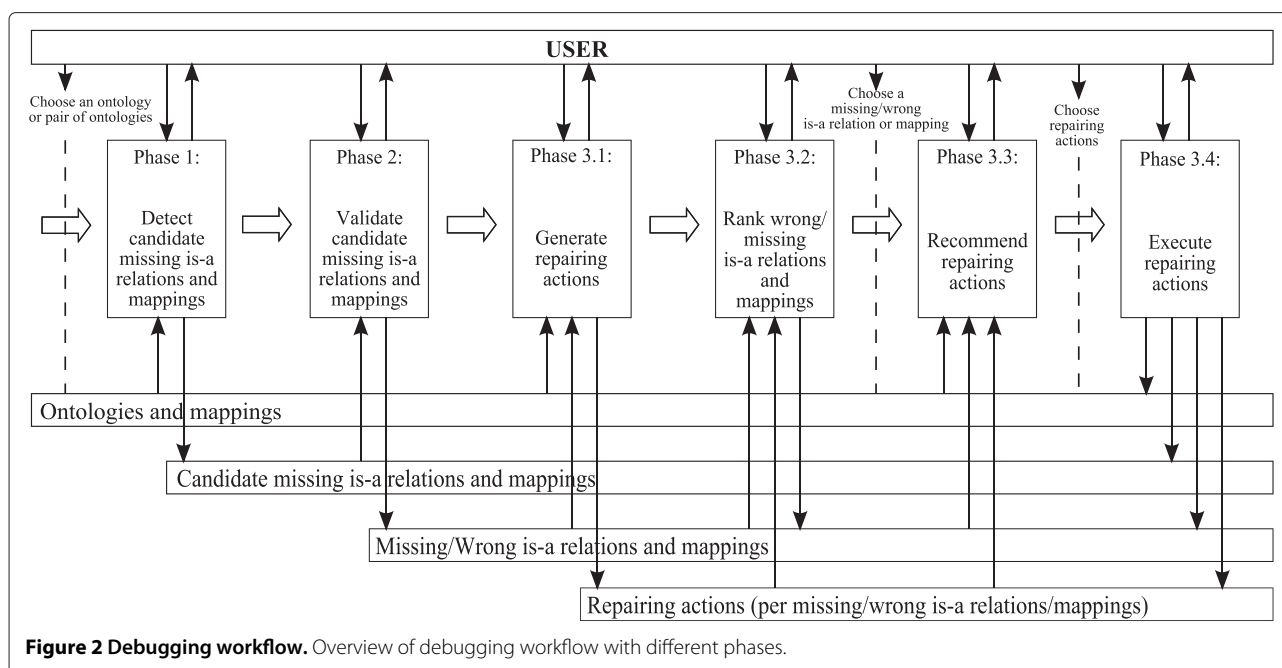 USER
Choose an ontology
or pair of ontologies
Choose a
missing/wrong
is-a relation or mapping
Choose
repairing
actions
Phase 1:
Detect
candidate
missing is-a
relations and
mappings
Phase 2:
Validate
candidate
missing is-a
relations and
mappings
Phase 3.1:
Generate
repairing
actions
Phase 3.2:
Rank wrong/
missing
is-a relations
and
mappings
Phase 3.3:
Recommend
repairing
actions
Phase 3.4:
Execute
repairing
actions
Ontologies and mappings
Candidate missing is-a relations and mappings
Missing/Wrong is-a relations and mappings
Repairing actions (per missing/wrong is-a relations/mappings)
Figure 2 Debugging workflow. Overview of debugging workflow with different phases.